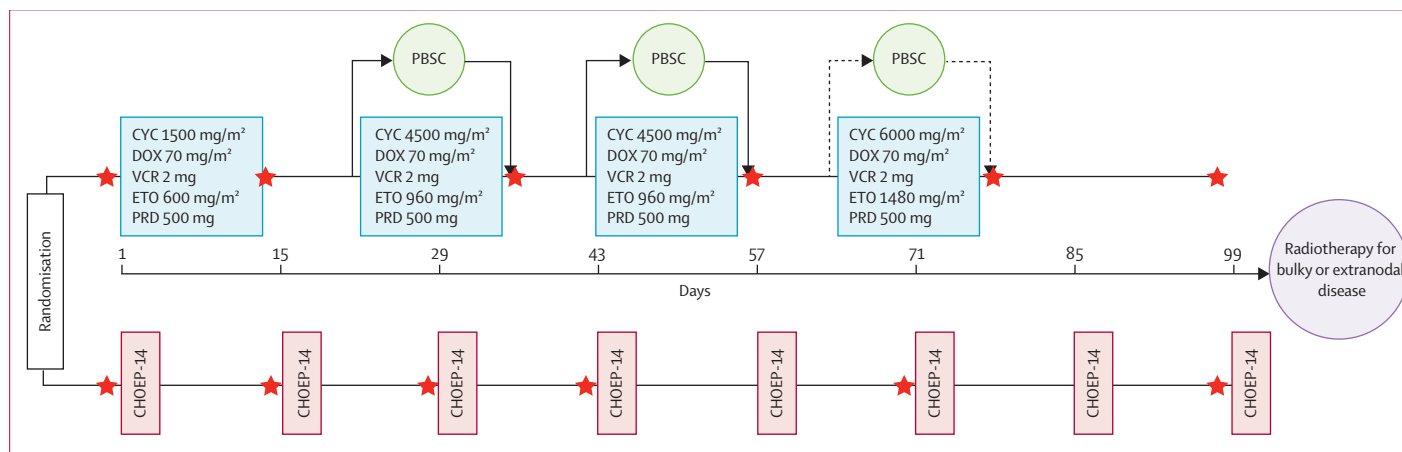 PBSC
PBSC
PBSC
CYC 1500 mg/m²
DOX 70 mg/m²
VCR 2 mg
ETO 600 mg/m²
PRD 500 mg
CYC 4500 mg/m²
DOX 70 mg/m²
VCR 2 mg
ETO 960 mg/m²
PRD 500 mg
CYC 4500 mg/m²
DOX 70 mg/m²
VCR 2 mg
ETO 960 mg/m²
PRD 500 mg
CYC 6000 mg/m²
DOX 70 mg/m²
VCR 2 mg
ETO 1480 mg/m²
PRD 500 mg
Randomisation
1 15 29 43 57 71 85 99
Days
Radiotherapy for
bulky or extranodal
disease
CHOEP-14
CHOEP-14
CHOEP-14
CHOEP-14
CHOEP-14
CHOEP-14
CHOEP-14
CHOEP-14